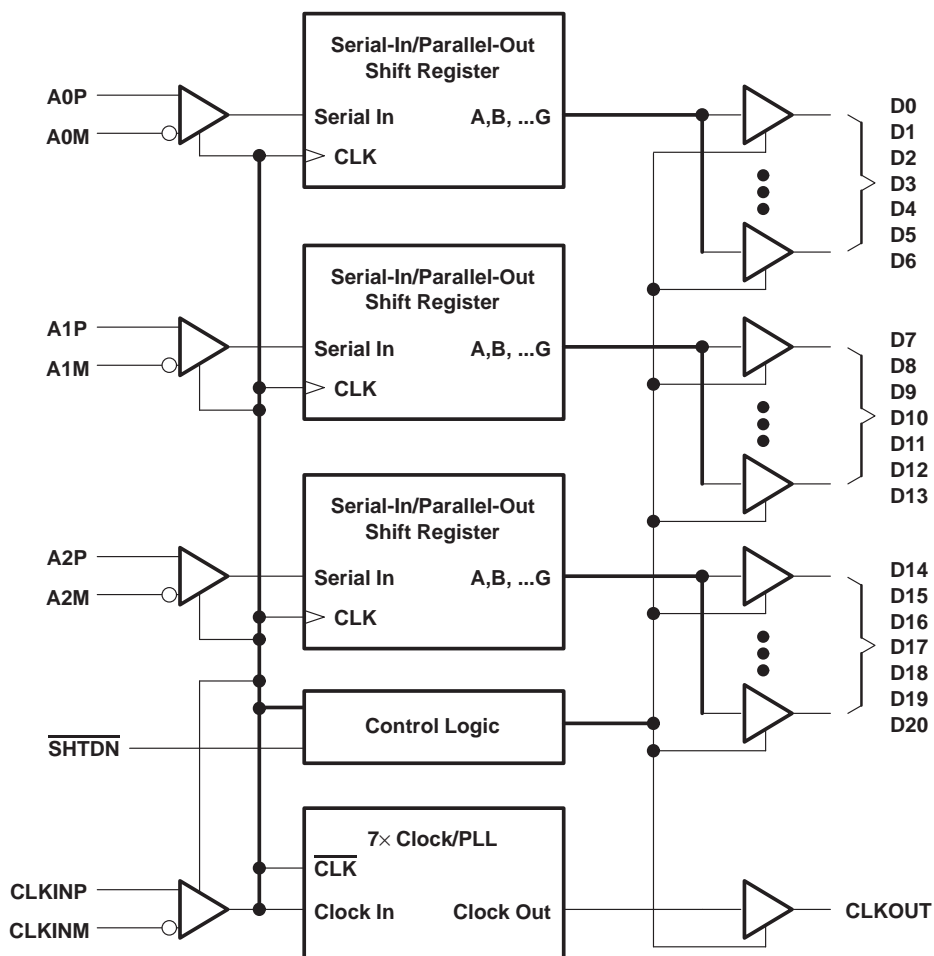 Serial-In/Parallel-Out
Shift Register
A0P
A0M
Serial In
A,B, ...G
CLK
D0
D1
D2
D3
D4
D5
D6
Serial-In/Parallel-Out
Shift Register
A1P
A1M
Serial In
A,B, ...G
CLK
D7
D8
D9
D10
D11
D12
D13
Serial-In/Parallel-Out
Shift Register
A2P
A2M
Serial In
A,B, ...G
CLK
D14
D15
D16
D17
D18
D19
D20
Control Logic
S̅H̅T̅D̅N̅
7× Clock/PLL
C̅L̅K̅
CLKINP
CLKINM
Clock In
Clock Out
CLKOUT